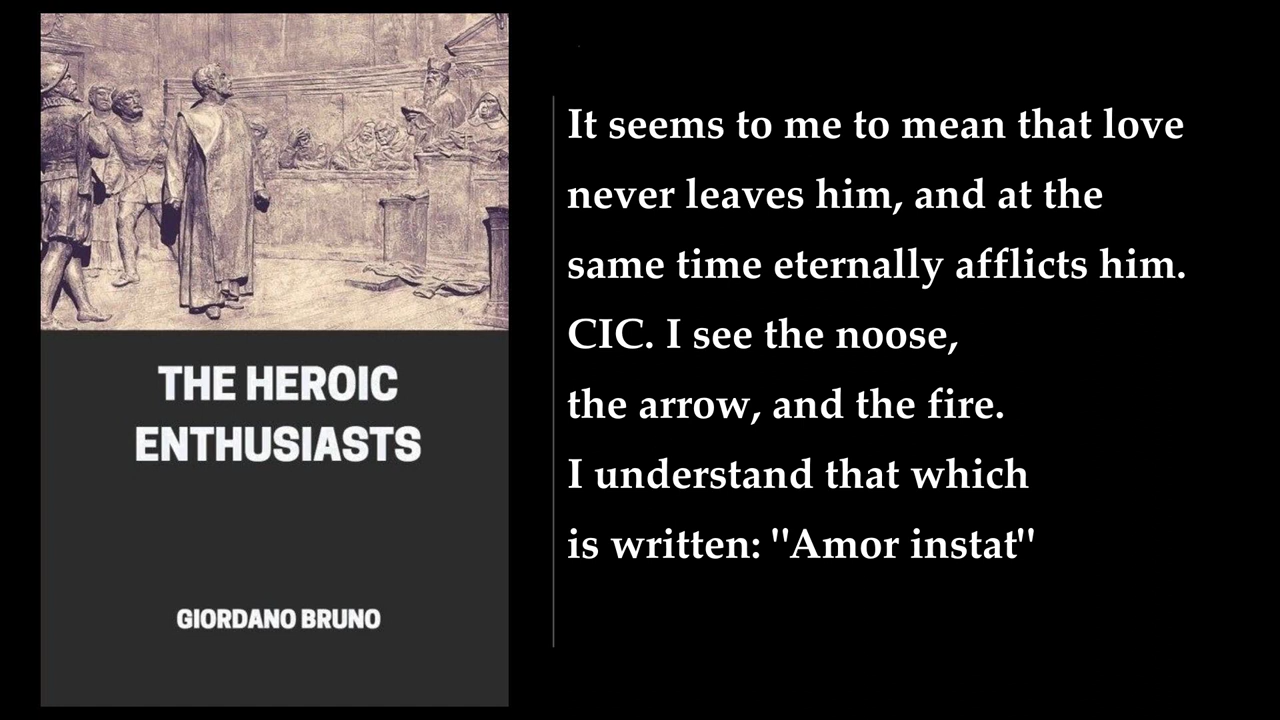 THE HEROIC
ENTHUSIASTS
GIORDANO BRUNO
It seems to me to mean that love
never leaves him, and at the
same time eternally afflicts him.
CIC. I see the noose,
the arrow, and the fire.
I understand that which
is written: "Amor instat"